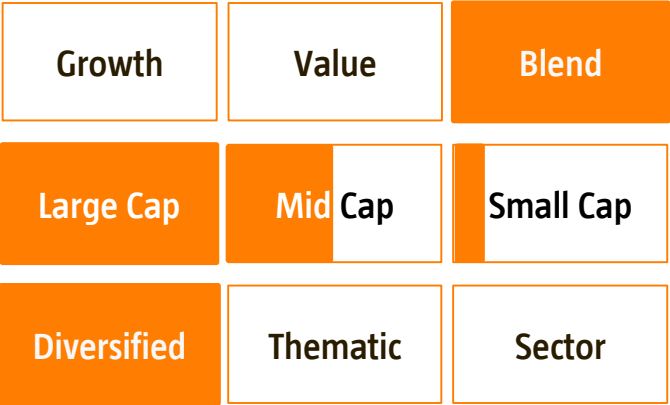 Growth Value Blend
Large Cap Mid Cap Small Cap
Diversified Thematic Sector